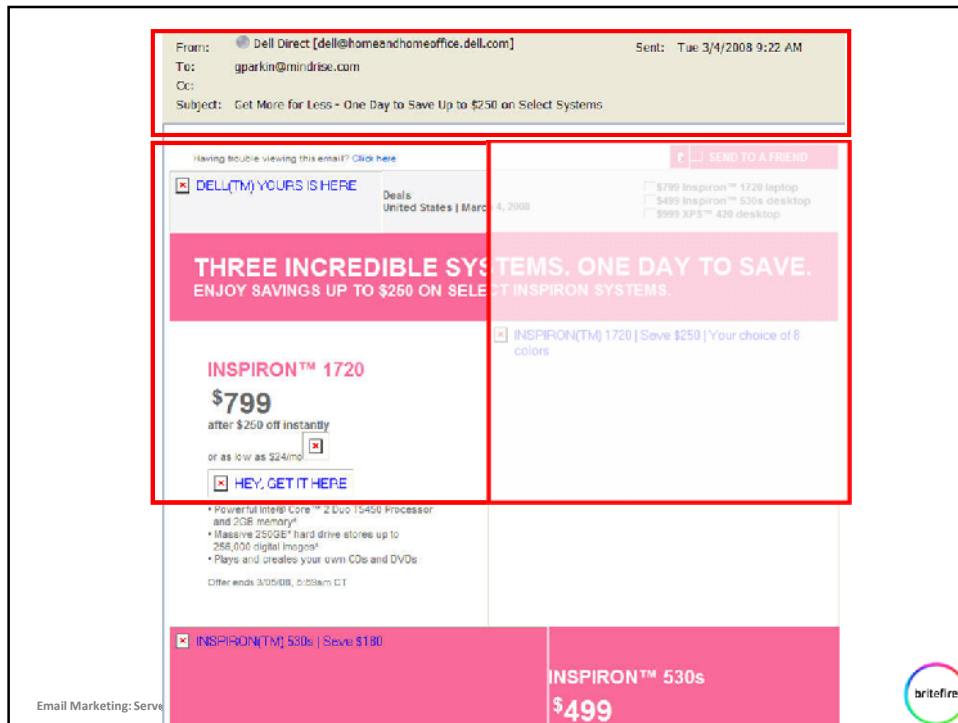 From: Dell Direct [dell@homeandhomeoffice.dell.com] Sent: Tue 3/4/2008 9:22 AM
To: gparkin@mindrise.com
Cc:
Subject: Get More for Less - One Day to Save Up to $250 on Select Systems
Having trouble viewing this email? Click here
SEND TO A FRIEND
DELL(TM) YOURS IS HERE
Deals
United States | March 4, 2008
$799 Inspiron™ 1720 laptop
$499 Inspiron™ 530s desktop
$999 XPS™ 420 desktop
THREE INCREDIBLE SYSTEMS. ONE DAY TO SAVE.
ENJOY SAVINGS UP TO $250 ON SELECT INSPIRON SYSTEMS.
INSPIRON(TM) 1720 | Save $250 | Your choice of 8
colors
INSPIRON™ 1720
$799
after $250 off instantly
or as low as $24/mo
HEY, GET IT HERE
• Powerful Intel® Core™ 2 Duo T5450 Processor
and 2GB memory*
• Massive 250GB* hard drive stores up to
256,000 digital images*
• Plays and creates your own CDs and DVDs
Offer ends 3/05/08, 5:59am CT
INSPIRON(TM) 530s | Save $180
INSPIRON™ 530s
$499
Email Marketing: Serve
britefire